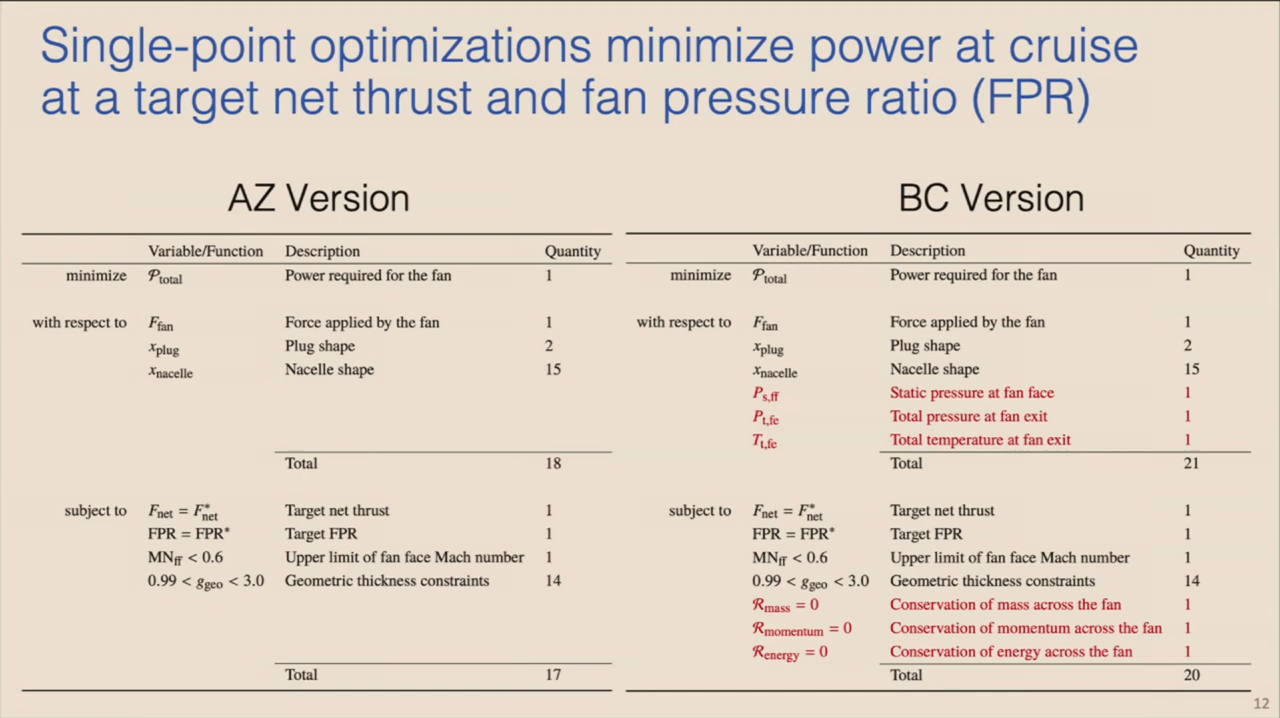 Single-point optimizations minimize power at cruise
at a target net thrust and fan pressure ratio (FPR)
AZ Version
Variable/Function Description Quantity
minimize 𝒫total Power required for the fan 1
with respect to Ffan Force applied by the fan 1
xplug Plug shape 2
xnacelle Nacelle shape 15
Total 18
subject to Fnet = F*net Target net thrust 1
FPR = FPR* Target FPR 1
MNff < 0.6 Upper limit of fan face Mach number 1
0.99 < ggeo < 3.0 Geometric thickness constraints 14
Total 17
BC Version
Variable/Function Description Quantity
minimize 𝒫total Power required for the fan 1
with respect to Ffan Force applied by the fan 1
xplug Plug shape 2
xnacelle Nacelle shape 15
Ps,ff Static pressure at fan face 1
Pt,fe Total pressure at fan exit 1
Tt,fe Total temperature at fan exit 1
Total 21
subject to Fnet = F*net Target net thrust 1
FPR = FPR* Target FPR 1
MNff < 0.6 Upper limit of fan face Mach number 1
0.99 < ggeo < 3.0 Geometric thickness constraints 14
ℛmass = 0 Conservation of mass across the fan 1
ℛmomentum = 0 Conservation of momentum across the fan 1
ℛenergy = 0 Conservation of energy across the fan 1
Total 20
12